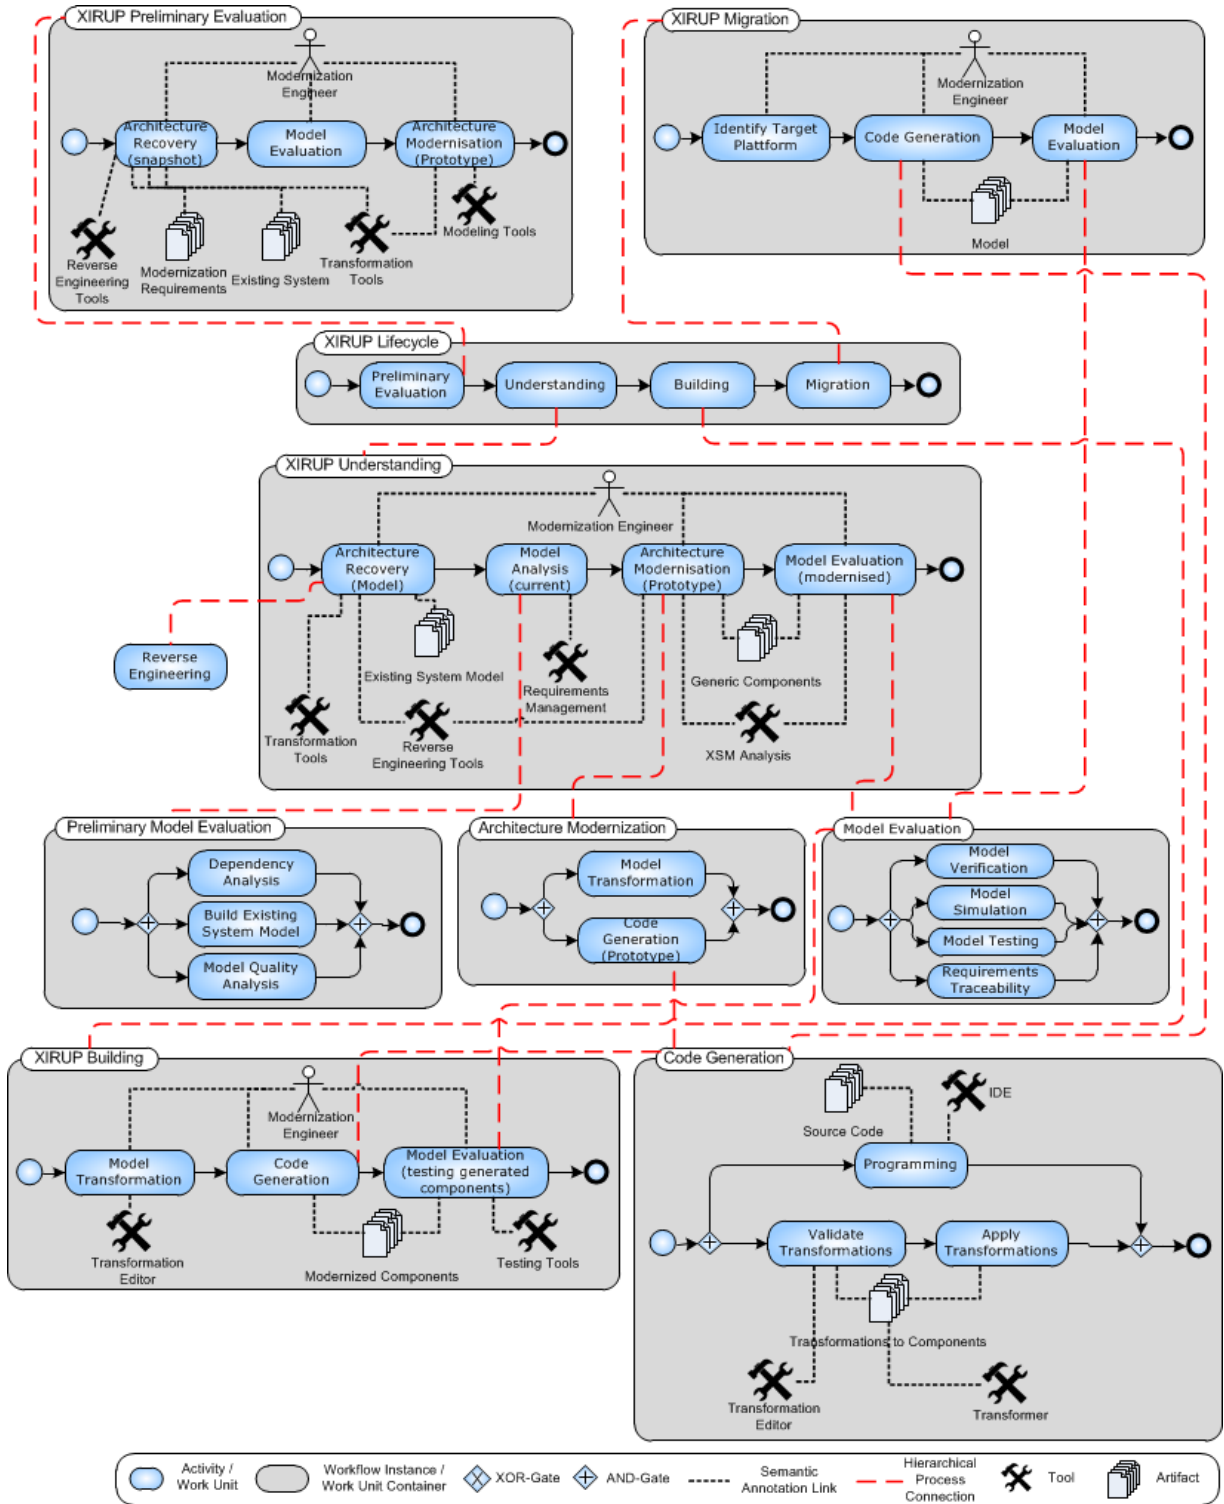 XIRUP Preliminary Evaluation
Modernization
Engineer
Architecture
Recovery
(snapshot)
Model
Evaluation
Architecture
Modernisation
(Prototype)
Reverse
Engineering
Tools
Modernization
Requirements
Existing System
Transformation
Tools
Modeling Tools
XIRUP Migration
Modernization
Engineer
Identify Target
Plattform
Code Generation
Model
Evaluation
Model
XIRUP Lifecycle
Preliminary
Evaluation
Understanding
Building
Migration
XIRUP Understanding
Modernization Engineer
Architecture
Recovery
(Model)
Model
Analysis
(current)
Architecture
Modernisation
(Prototype)
Model Evaluation
(modernised)
Reverse
Engineering
Existing System Model
Requirements
Management
Generic Components
Transformation
Tools
Reverse
Engineering Tools
XSM Analysis
Preliminary Model Evaluation
Dependency
Analysis
Build Existing
System Model
Model Quality
Analysis
Architecture Modernization
Model
Transformation
Code
Generation
(Prototype)
Model Evaluation
Model
Verification
Model
Simulation
Model Testing
Requirements
Traceability
XIRUP Building
Modernization
Engineer
Model
Transformation
Code
Generation
Model Evaluation
(testing generated
components)
Transformation
Editor
Modernized Components
Testing Tools
Code Generation
Source Code
IDE
Programming
Validate
Transformations
Apply
Transformations
Transformations to Components
Transformation
Editor
Transformer
Activity /
Work Unit
Workflow Instance /
Work Unit Container
XOR-Gate
AND-Gate
Semantic
Annotation Link
Hierarchical
Process
Connection
Tool
Artifact